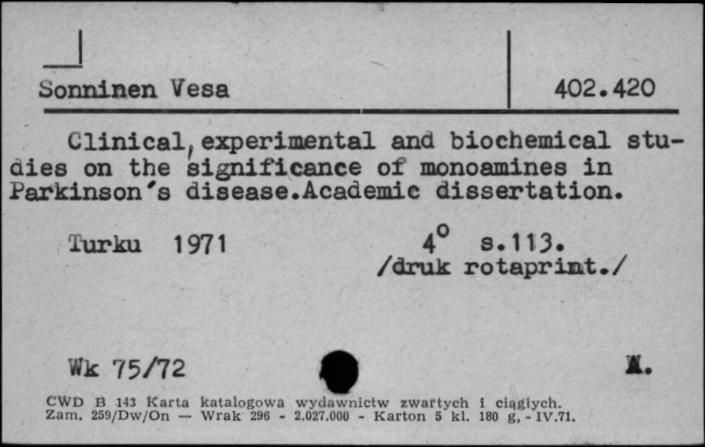 Sonninen Vesa
402.420
Clinical, experimental and biochemical stu-
dies on the significance of monoamines in
Parkinson's disease.Academic dissertation.
Turku 1971
4° s.113.
/druk rotaprint./
Wk 75/72
CWD B 143 Karta katalogowa wydawnictw zwartych i ciągłych.
Zam. 259/Dw/On — Wrak 296 - 2.027.000 - Karton 5 kl. 180 g, - IV.71.